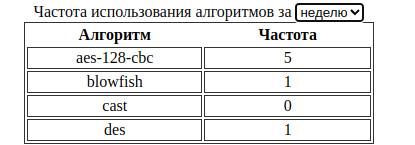 Частота использования алгоритмов за неделю
Алгоритм Частота
aes-128-cbc 5
blowfish 1
cast 0
des 1